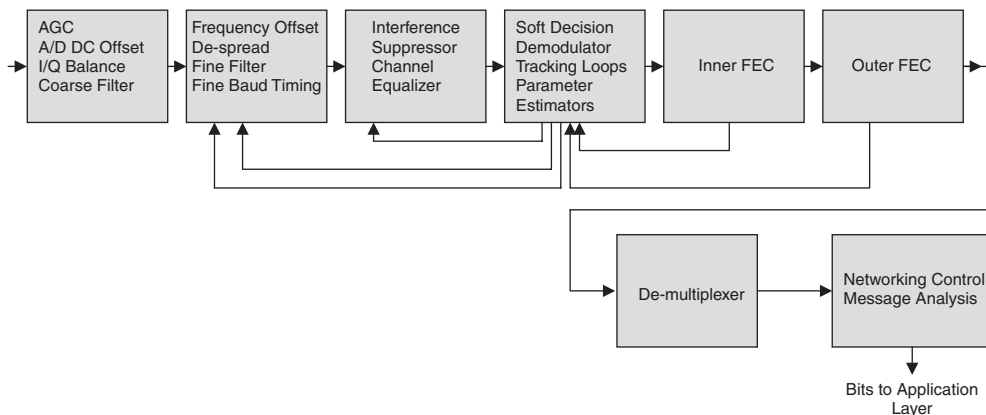 AGC
A/D DC Offset
I/Q Balance
Coarse Filter
Frequency Offset
De-spread
Fine Filter
Fine Baud Timing
Interference
Suppressor
Channel
Equalizer
Soft Decision
Demodulator
Tracking Loops
Parameter
Estimators
Inner FEC
Outer FEC
De-multiplexer
Networking Control
Message Analysis
Bits to Application
Layer